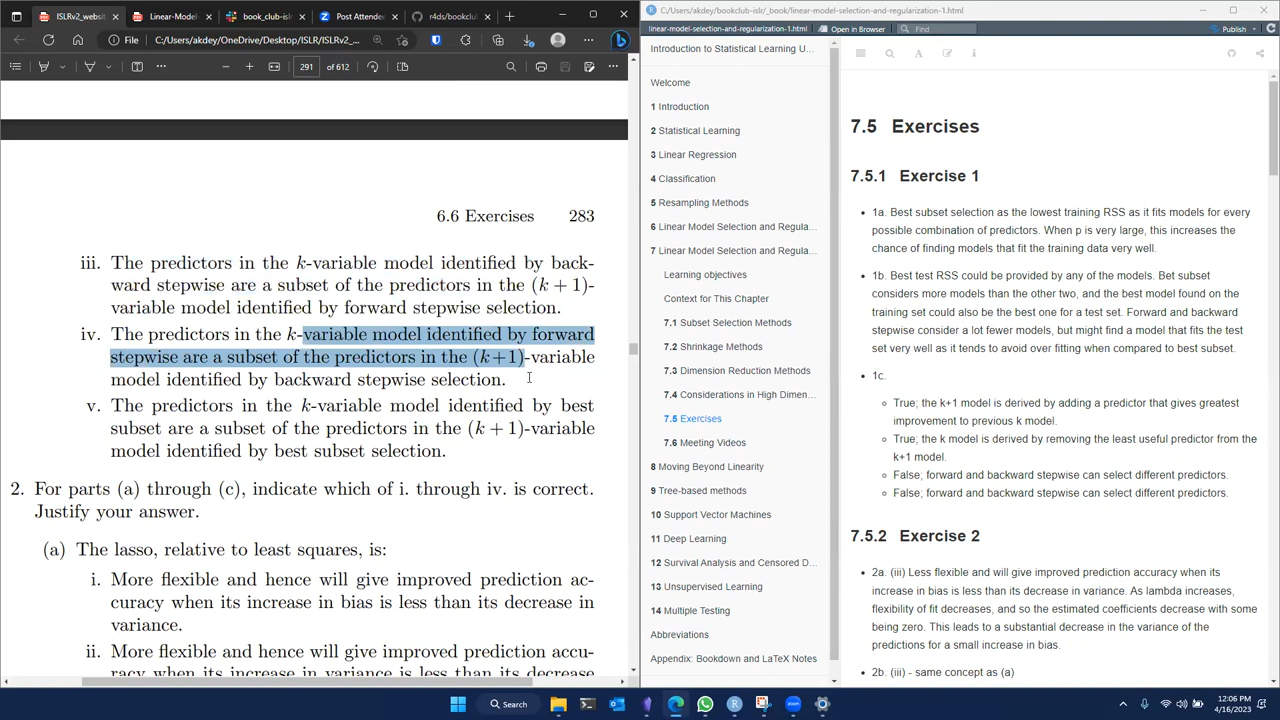 ISLRx2_bookc
Linear-Model-
book_club-isl
Post Attendee
r4ds/bookclu
ive/Documents/DSLC/ISLR/ISLRx2_...
291 of 612
6.6 Exercises 283
iii. The predictors in the k-variable model identified by back-
ward stepwise are a subset of the predictors in the (k + 1)-
variable model identified by forward stepwise selection.
iv. The predictors in the k-variable model identified by forward
stepwise are a subset of the predictors in the (k+1)-variable
model identified by backward stepwise selection.
v. The predictors in the k-variable model identified by best
subset are a subset of the predictors in the (k + 1)-variable
model identified by best subset selection.
2. For parts (a) through (c), indicate which of i. through iv. is correct.
Justify your answer.
(a) The lasso, relative to least squares, is:
i. More flexible and hence will give improved prediction ac-
curacy when its increase in bias is less than its decrease in
variance.
ii. More flexible and hence will give improved prediction accu-
racy when its increase in variance is less than its decrease
C:/Users/akdey/bookclub-islr/_book/linear-model-selection-and-regularization-1.html
linear-model-selection-and-regularization-1.html
Open in Browser
Find
Publish
Introduction to Statistical Learning U...
Welcome
1 Introduction
2 Statistical Learning
3 Linear Regression
4 Classification
5 Resampling Methods
6 Linear Model Selection and Regula...
7 Linear Model Selection and Regula...
Learning objectives
Context for This Chapter
7.1 Subset Selection Methods
7.2 Shrinkage Methods
7.3 Dimension Reduction Methods
7.4 Considerations in High Dimen...
7.5 Exercises
7.6 Meeting Videos
8 Moving Beyond Linearity
9 Tree-based methods
10 Support Vector Machines
11 Deep Learning
12 Survival Analysis and Censored D...
13 Unsupervised Learning
14 Multiple Testing
Abbreviations
Appendix: Bookdown and LaTeX Notes
7.5 Exercises
7.5.1 Exercise 1
• 1a. Best subset selection as the lowest training RSS as it fits models for every
possible combination of predictors. When p is very large, this increases the
chance of finding models that fit the training data very well.
• 1b. Best test RSS could be provided by any of the models. Bet subset
considers more models than the other two, and the best model found on the
training set could also be the best one for a test set. Forward and backward
stepwise consider a lot fewer models, but might find a model that fits the test
set very well as it tends to avoid over fitting when compared to best subset.
• 1c.
True; the k+1 model is derived by adding a predictor that gives greatest
improvement to previous k model.
True; the k model is derived by removing the least useful predictor from the
k+1 model.
False; forward and backward stepwise can select different predictors.
False; forward and backward stepwise can select different predictors.
7.5.2 Exercise 2
• 2a. (iii) Less flexible and will give improved prediction accuracy when its
increase in bias is less than its decrease in variance. As lambda increases,
flexibility of fit decreases, and so the estimated coefficients decrease with some
being zero. This leads to a substantial decrease in the variance of the
predictions for a small increase in bias.
• 2b. (iii) - same concept as (a)
Search
12:06 PM
4/16/2023